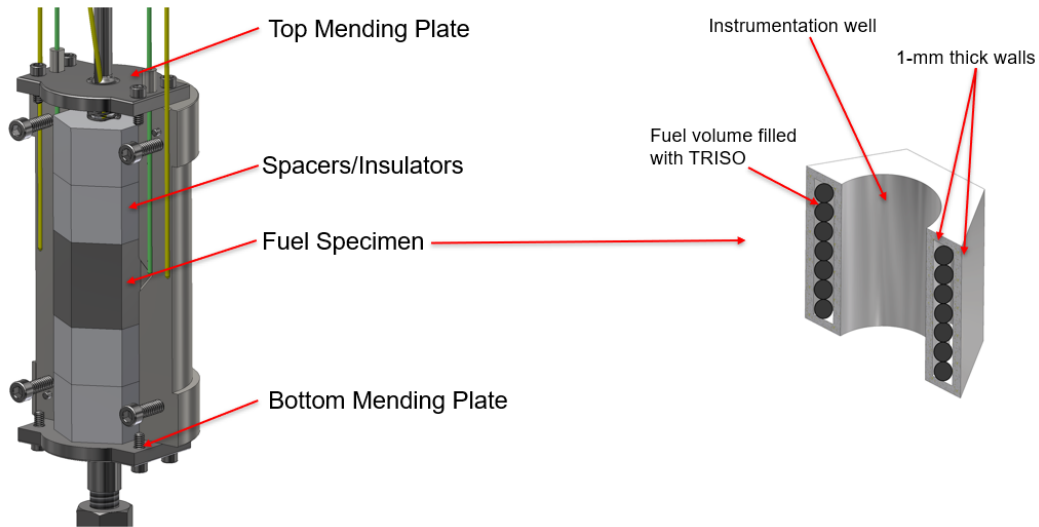 Top Mending Plate
Spacers/Insulators
Fuel Specimen
Bottom Mending Plate
Instrumentation well
1-mm thick walls
Fuel volume filled
with TRISO